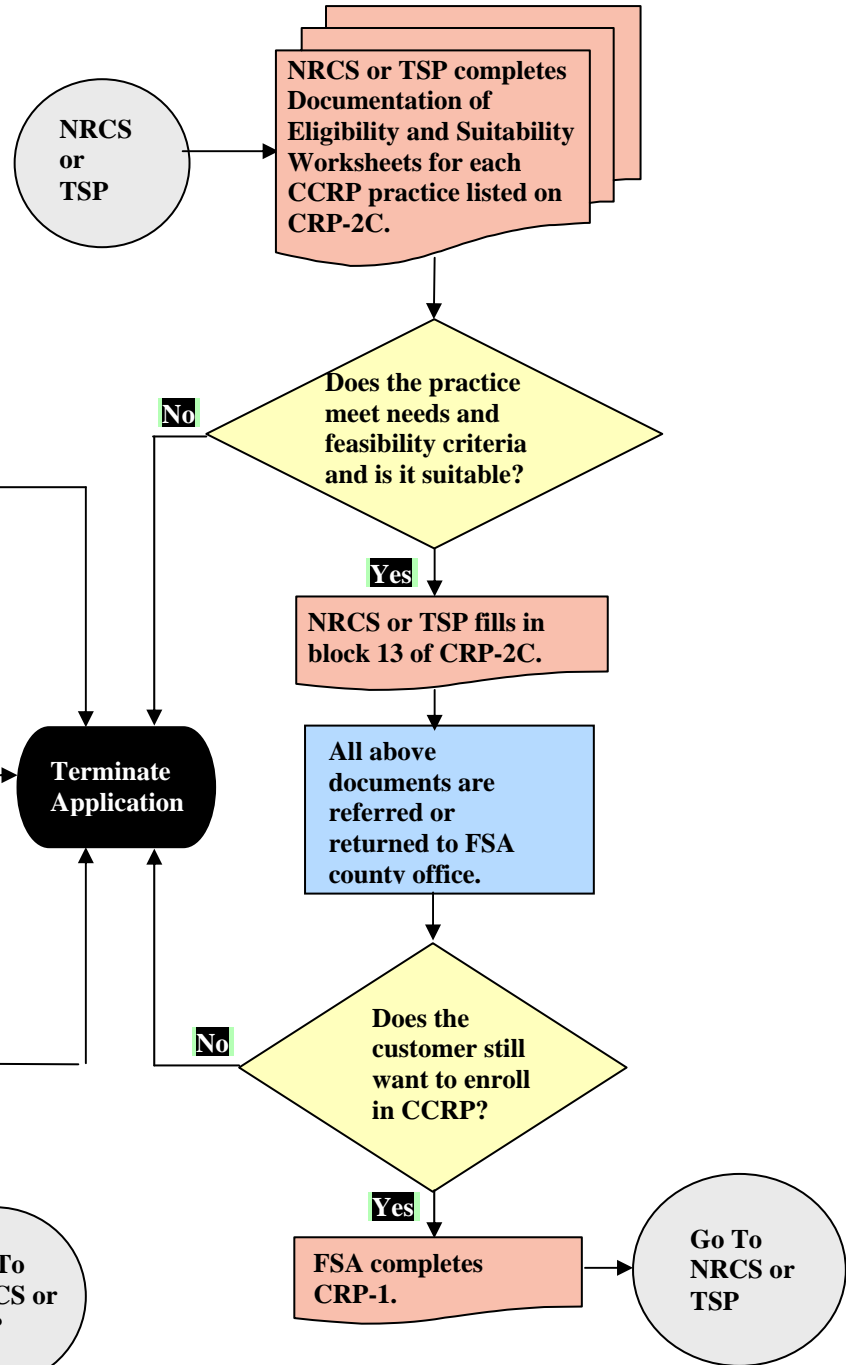 NRCS
or
TSP
NRCS or TSP completes
Documentation of
Eligibility and Suitability
Worksheets for each
CCRP practice listed on
CRP-2C.
Does the practice
meet needs and
feasibility criteria
and is it suitable?
No
Yes
NRCS or TSP fills in
block 13 of CRP-2C.
Terminate
Application
All above
documents are
referred or
returned to FSA
county office.
Does the
customer still
want to enroll
in CCRP?
No
Yes
FSA completes
CRP-1.
Go To
NRCS or
TSP
To
CS or